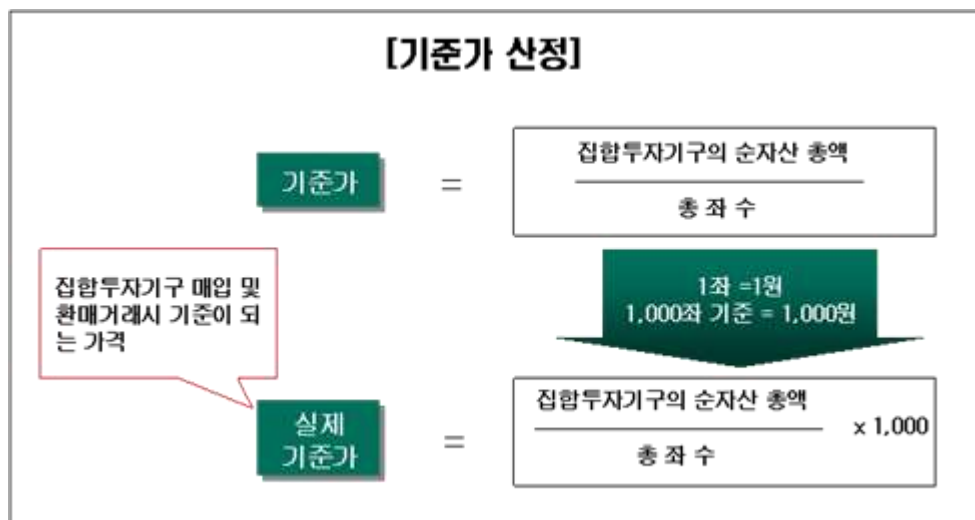 [기준가 산정]
기준가
=
집합투자기구의 순자산 총액
총 좌 수
집합투자기구 매입 및
환매거래시 기준이 되
는 가격
1좌 =1원
1,000좌 기준 = 1,000원
실제
기준가
=
집합투자기구의 순자산 총액
총 좌 수
x 1,000